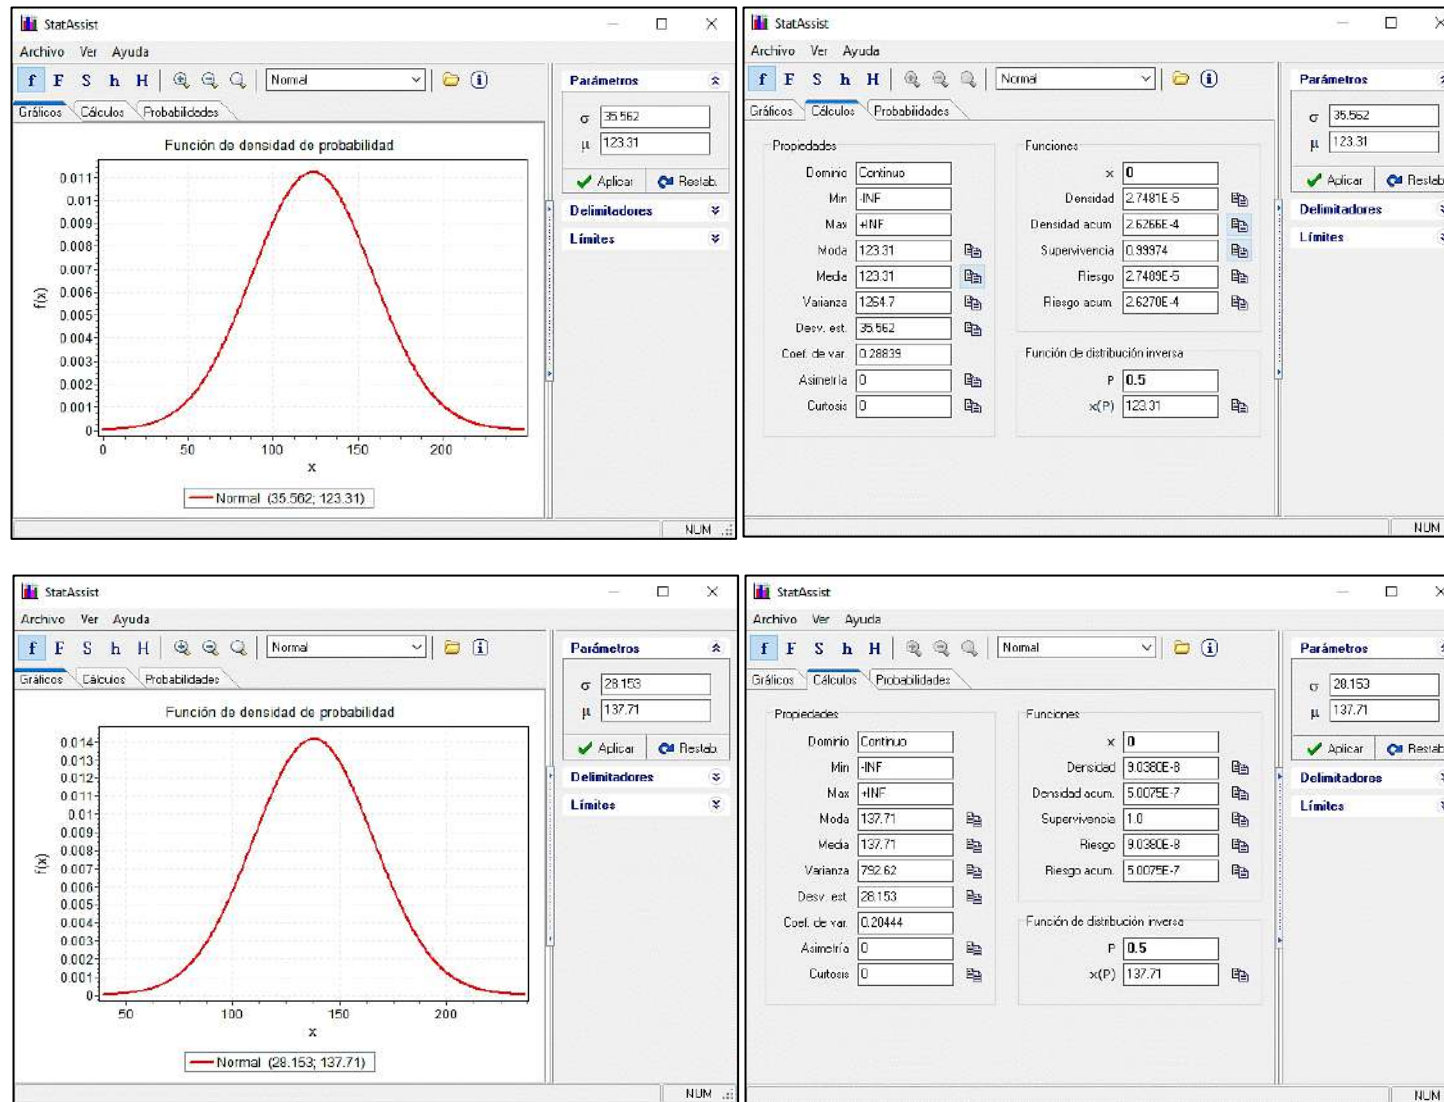 StatAssist
Archivo Ver Ayuda
f F S h H Normal
Gráficos Cálculos Probabilidades
Función de densidad de probabilidad
0.011
0.01
0.009
0.008
0.007
0.006
0.005
0.004
0.003
0.002
0.001
0
f(x)
0 50 100 150 200
x
Normal (35.562; 123.31)
Parámetros
σ 35.562
μ 123.31
Aplicar Restab.
Delimitadores
Límites
NUM
StatAssist
Archivo Ver Ayuda
f F S h H Normal
Gráficos Cálculos Probabilidades
Propiedades
Dominio Continuo
Min -INF
Max +INF
Moda 123.31
Media 123.31
Varianza 1264.7
Desv. est. 35.562
Coef. de var. 0.28839
Asimetría 0
Curtosis 0
Funciones
x 0
Densidad 2.7481E-5
Densidad acum. 2.6266E-4
Supervivencia 0.99974
Riesgo 2.7489E-5
Riesgo acum. 2.6270E-4
Función de distribución inversa
P 0.5
x(P) 123.31
Parámetros
σ 35.562
μ 123.31
Aplicar Restab
Delimitadores
Límites
NUM
StatAssist
Archivo Ver Ayuda
f F S h H Normal
Gráficos Cálculos Probabilidades
Función de densidad de probabilidad
0.014
0.013
0.012
0.011
0.01
0.009
0.008
0.007
0.006
0.005
0.004
0.003
0.002
0.001
0
f(x)
50 100 150 200
x
Normal (28.153; 137.71)
Parámetros
σ 28.153
μ 137.71
Aplicar Restab.
Delimitadores
Límites
NUM
StatAssist
Archivo Ver Ayuda
f F S h H Normal
Gráficos Cálculos Probabilidades
Propiedades
Dominio Continuo
Min -INF
Max +INF
Moda 137.71
Media 137.71
Varianza 792.62
Desv. est. 28.153
Coef. de var. 0.20444
Asimetría 0
Curtosis 0
Funciones
x 0
Densidad 9.0380E-8
Densidad acum. 5.0075E-7
Supervivencia 1.0
Riesgo 9.0380E-8
Riesgo acum. 5.0075E-7
Función de distribución inversa
P 0.5
x(P) 137.71
Parámetros
σ 28.153
μ 137.71
Aplicar Restab
Delimitadores
Límites
NUM